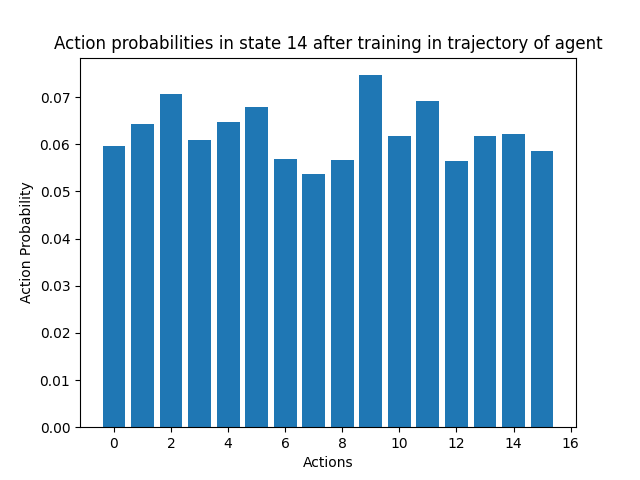 Action probabilities in state 14 after training in trajectory of agent
0.07
0.06
0.05
0.04
0.03
0.02
0.01
0.00
Action Probability
0 2 4 6 8 10 12 14 16
Actions